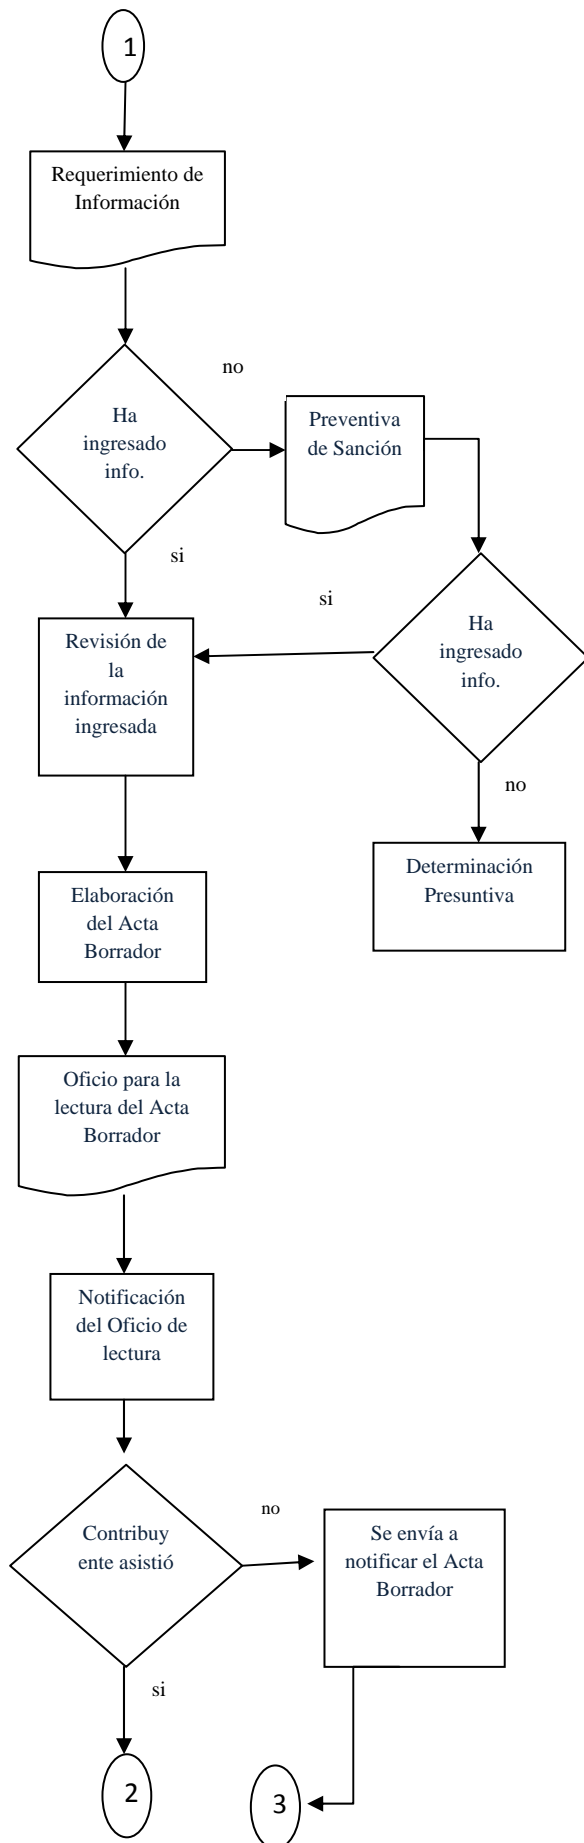 1
Requerimiento de
Información
no
Ha
ingresado
info.
Preventiva
de Sanción
si
si
Ha
ingresado
info.
Revisión de
la
información
ingresada
no
Determinación
Presuntiva
Elaboración
del Acta
Borrador
Oficio para la
lectura del Acta
Borrador
Notificación
del Oficio de
lectura
Contribuy
ente asistió
no
Se envía a
notificar el Acta
Borrador
si
2
3